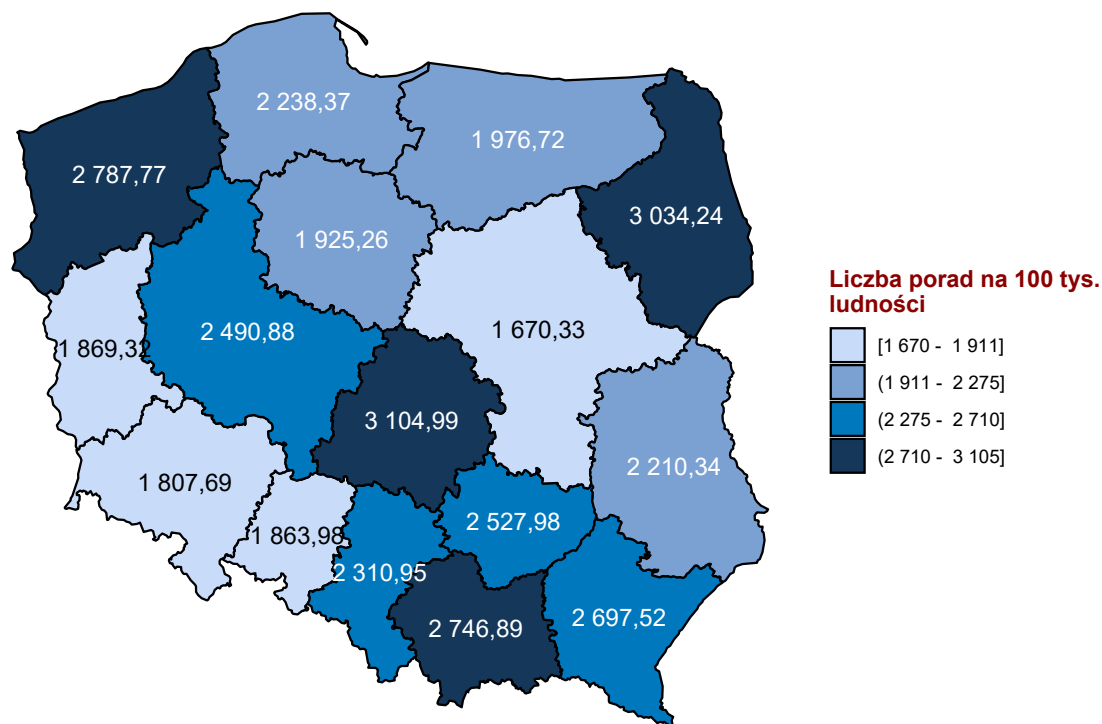 2 238,37
1 976,72
2 787,77
3 034,24
1 925,26
2 490,88
1 670,33
1 869,32
3 104,99
2 210,34
1 807,69
2 527,98
1 863,98
2 310,95
2 697,52
2 746,89
Liczba porad na 100 tys.
ludności
[1 670 - 1 911]
(1 911 - 2 275]
(2 275 - 2 710]
(2 710 - 3 105]